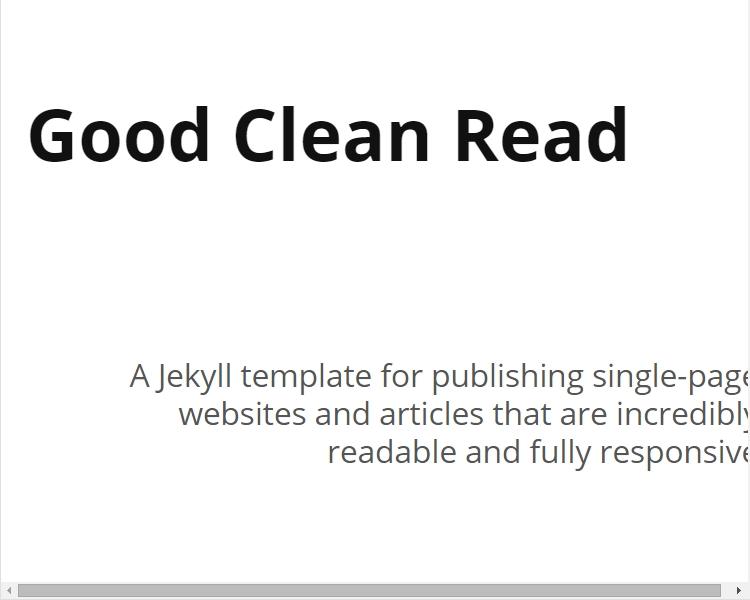 Good Clean Read
A Jekyll template for publishing single-page
websites and articles that are incredibly
readable and fully responsive